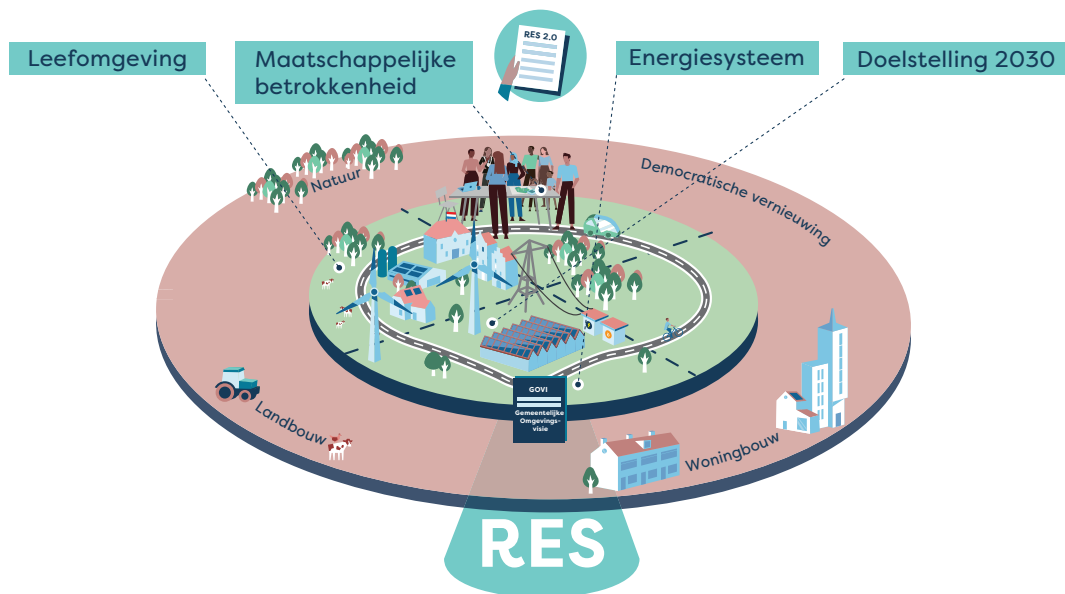 RES 2.0
Leefomgeving
Maatschappelijke
betrokkenheid
Energiesysteem
Doelstelling 2030
Natuur
Democratische vernieuwing
GOVI
Gemeentelijke
Omgevings-
visie
Landbouw
Woningbouw
RES